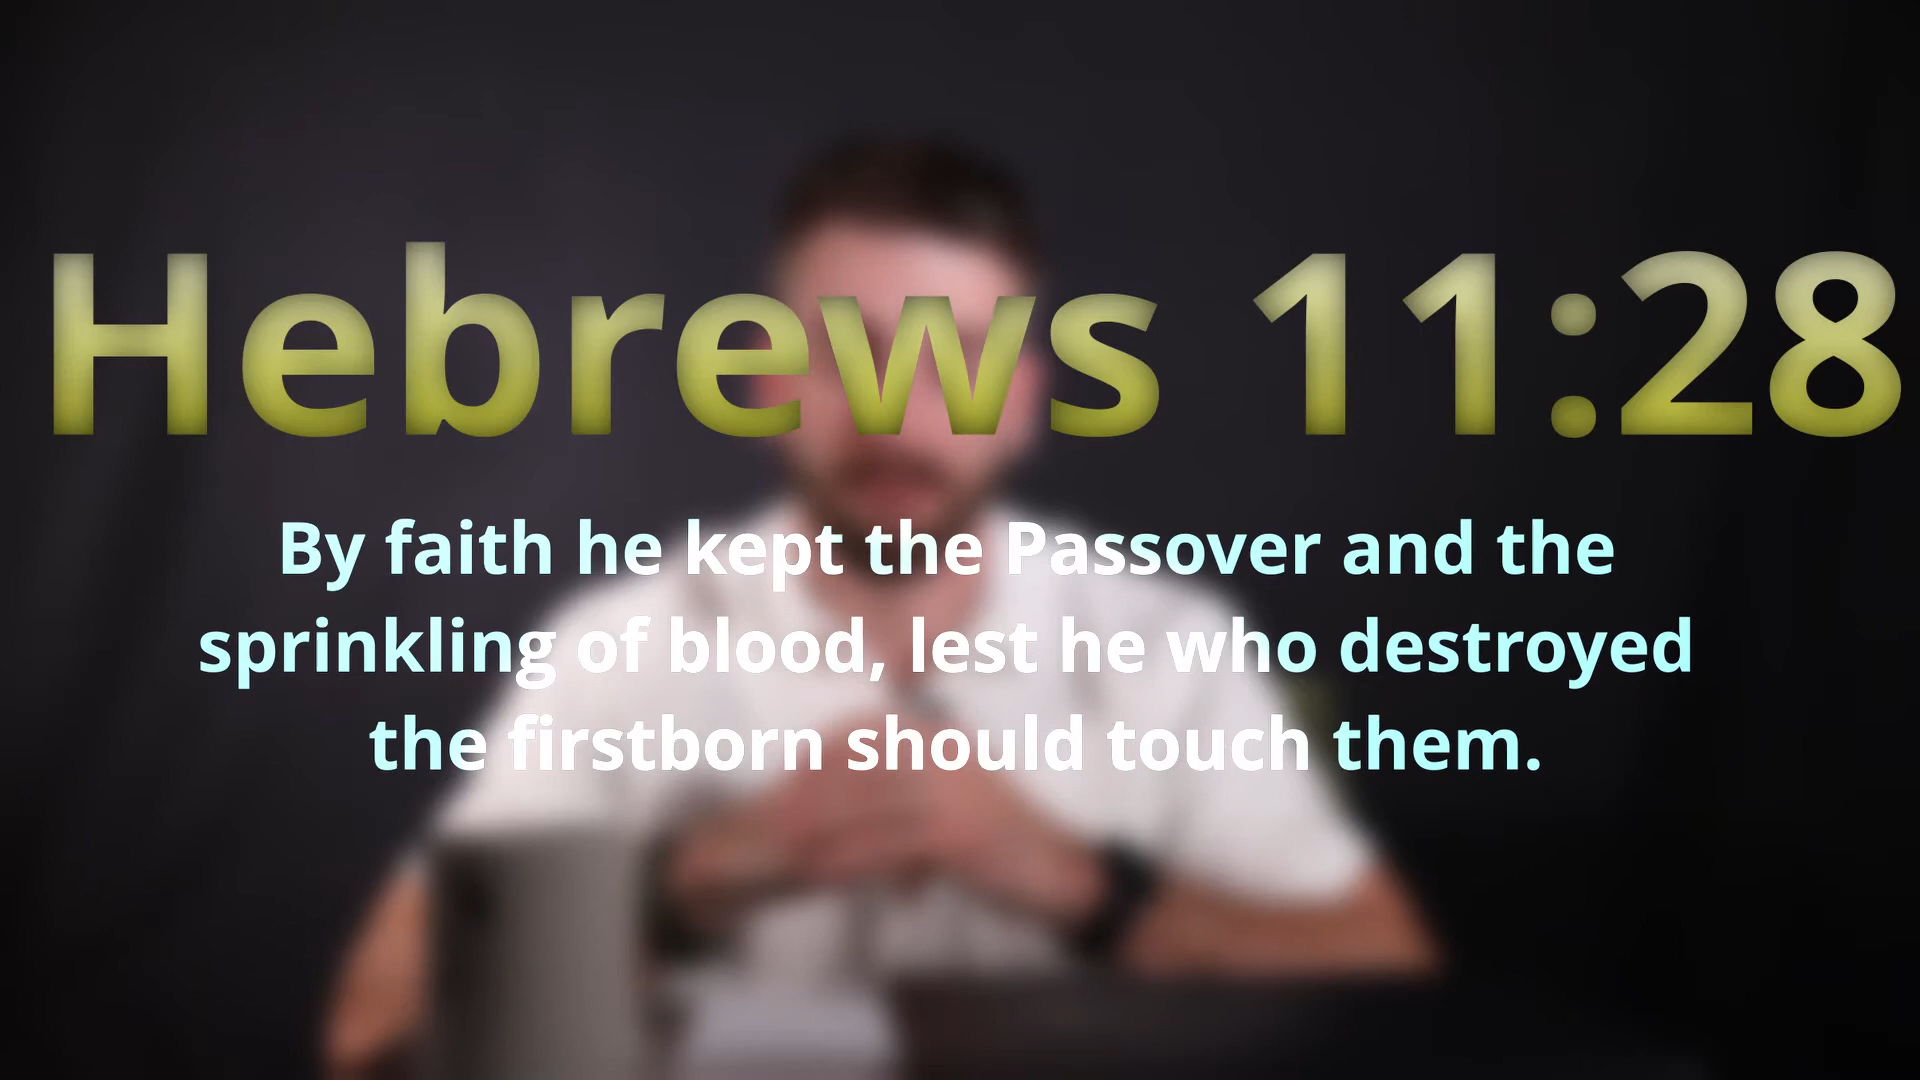 Hebrews 11:28
By faith he kept the Passover and the
sprinkling of blood, lest he who destroyed
the firstborn should touch them.